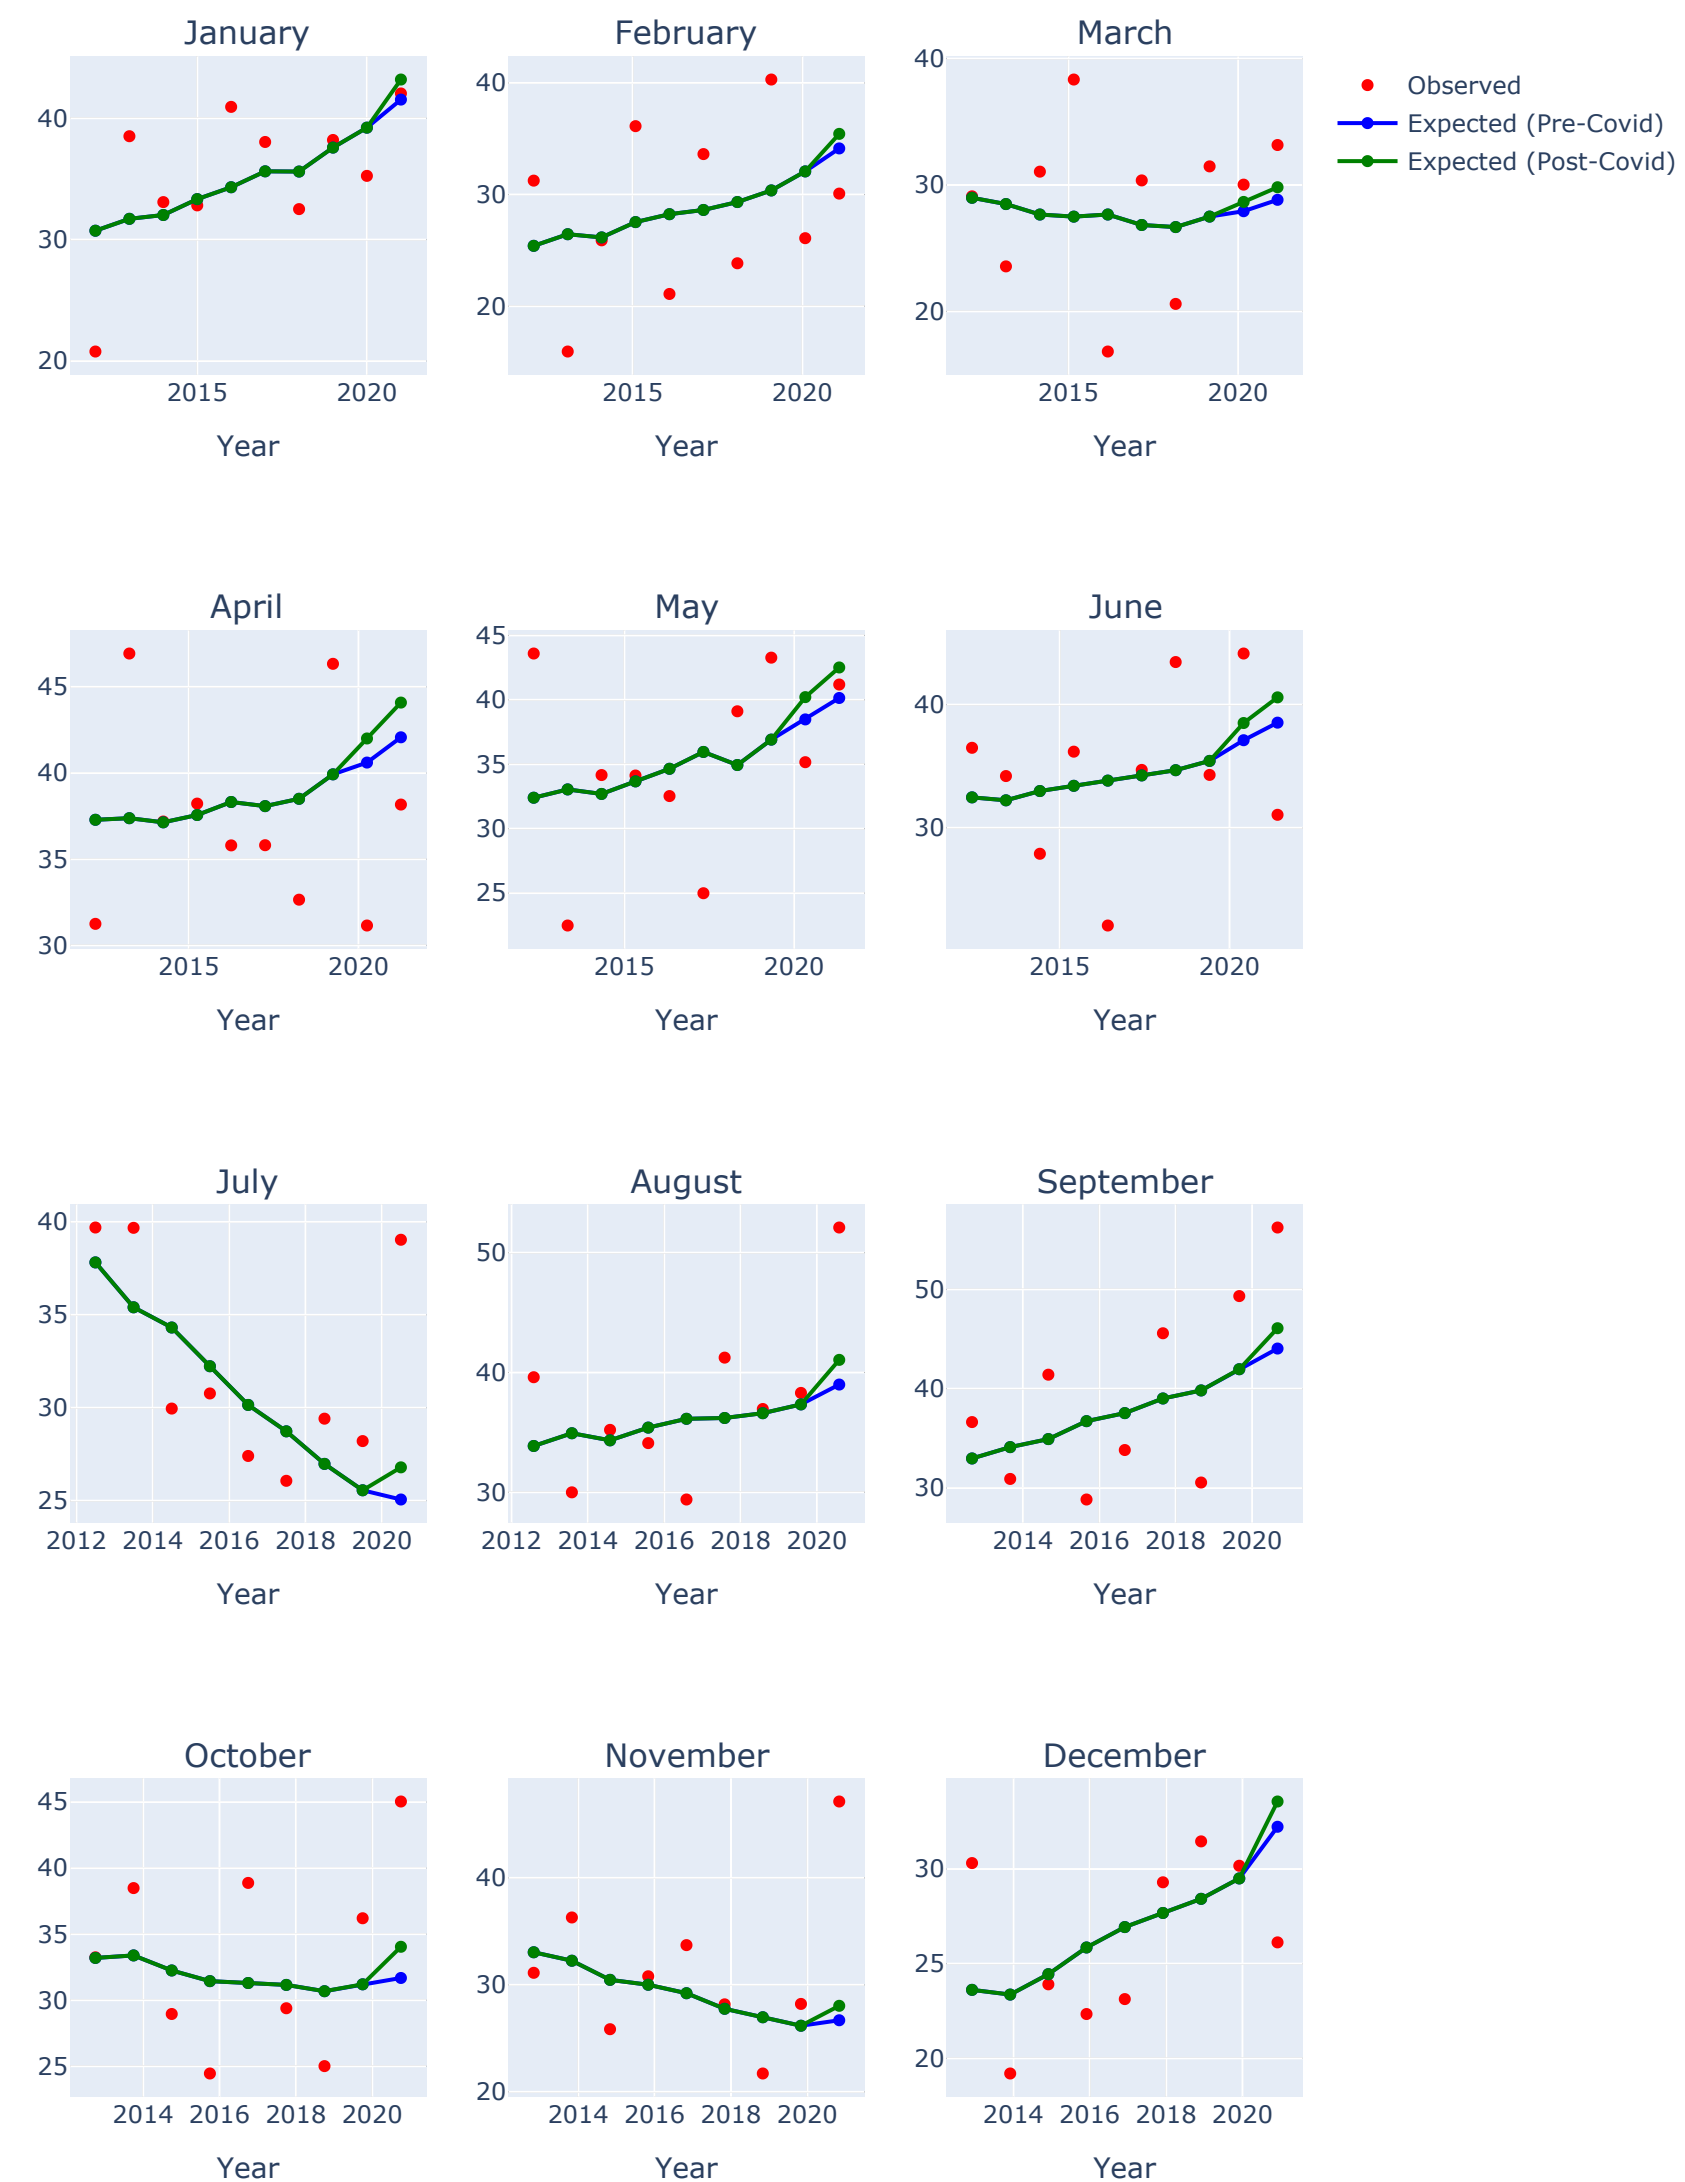 January February March
40
30
20
2015 2020
Year
40
30
20
2015 2020
Year
40
30
20
2015 2020
Year
Observed
Expected (Pre-Covid)
Expected (Post-Covid)
April May June
45
40
35
30
2015 2020
Year
45
40
35
30
25
2015 2020
Year
40
30
2015 2020
Year
July August September
40
35
30
25
2012 2014 2016 2018 2020
Year
50
40
30
2012 2014 2016 2018 2020
Year
50
40
30
2014 2016 2018 2020
Year
October November December
45
40
35
30
25
2014 2016 2018 2020
Year
40
30
20
2014 2016 2018 2020
Year
30
25
20
2014 2016 2018 2020
Year